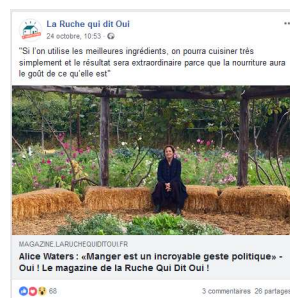 La Ruche qui dit Oui
24 octobre, 10:53 ·
"Si l'on utilise les meilleures ingrédients, on pourra cuisiner très
simplement et le résultat sera extraordinaire parce que la nourriture aura
le goût de ce qu'elle est"
MAGAZINE.LARUCHEQUIDITOUI.FR
Alice Waters : «Manger est un incroyable geste politique» -
Oui ! Le magazine de la Ruche Qui Dit Oui !
68
3 commentaires 26 partages